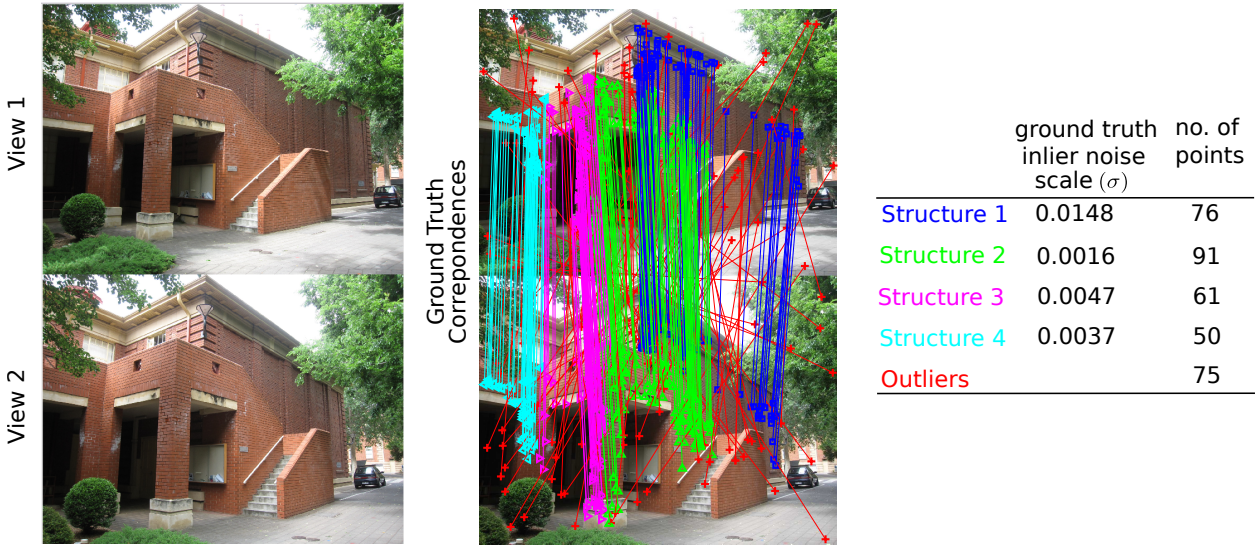 View 1
View 2
Ground Truth
Correpondences
ground truth
inlier noise
scale (σ)
no. of
points
Structure 1 0.0148 76
Structure 2 0.0016 91
Structure 3 0.0047 61
Structure 4 0.0037 50
Outliers 75